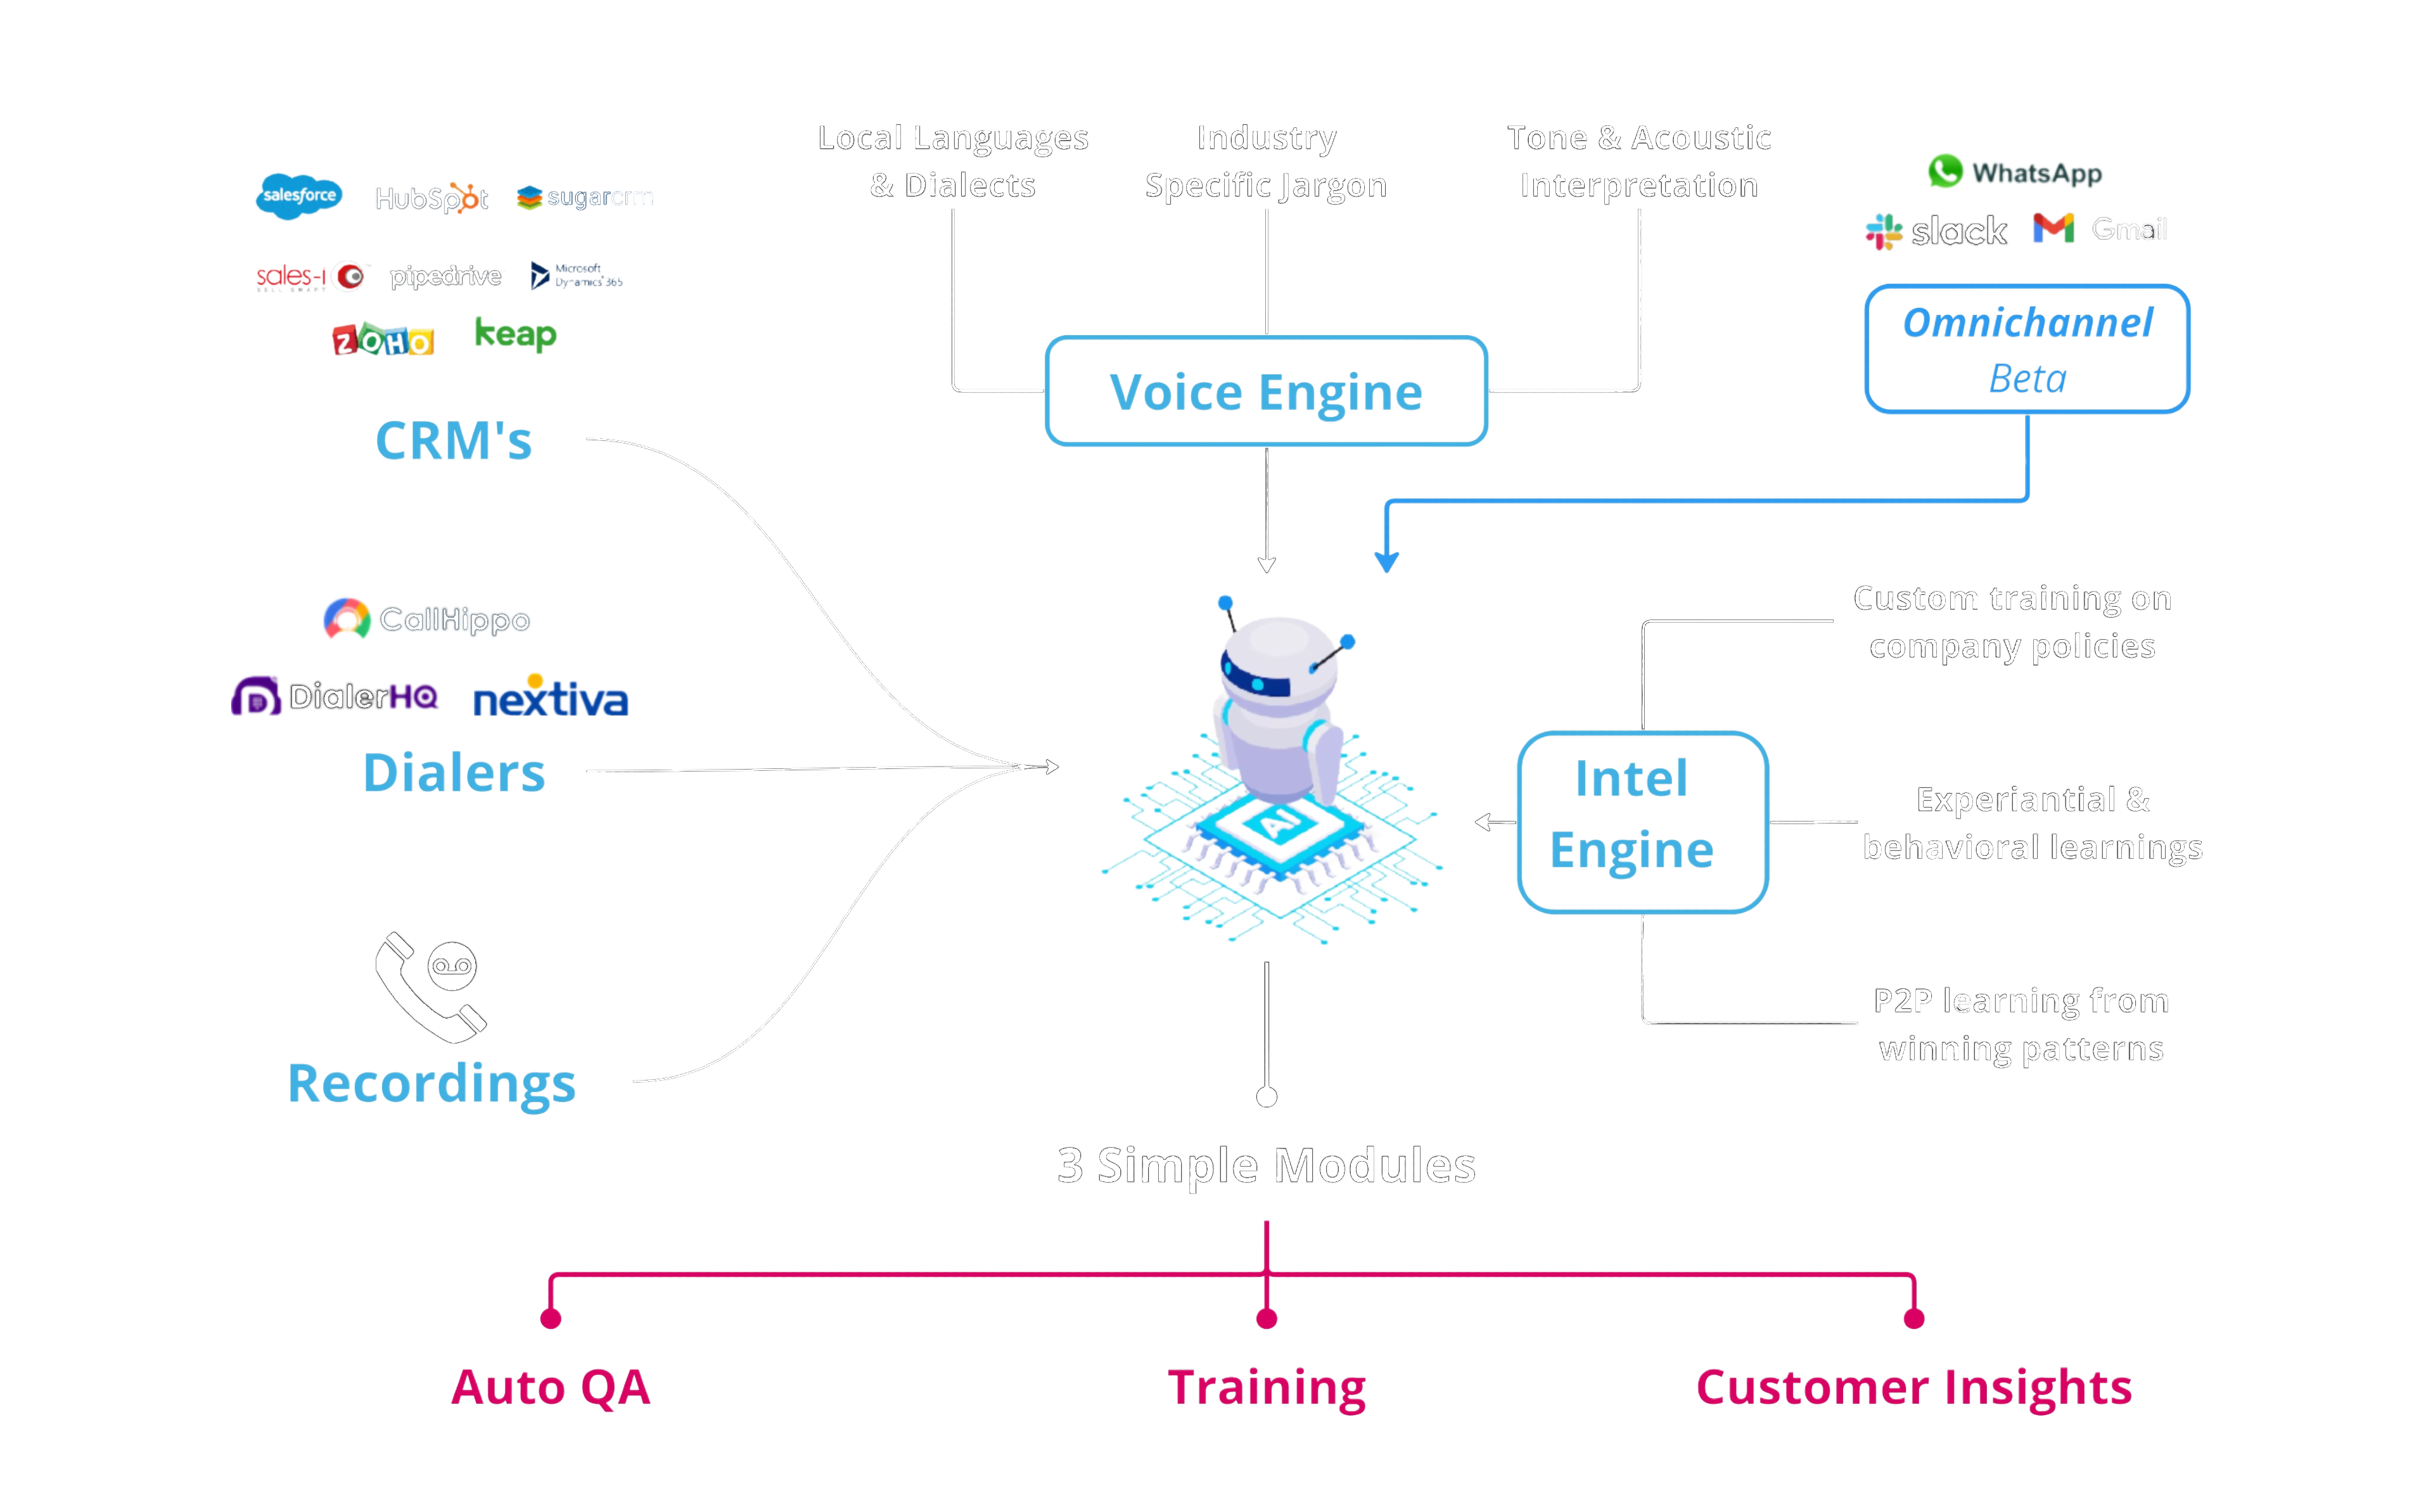 Local Languages
& Dialects
Industry
Specific Jargon
Tone & Acoustic
Interpretation
WhatsApp
slack
Gmail
Omnichannel
Beta
salesforce
HubSpot
sugarcrm
sales-i
SELL SMART
pipedrive
Microsoft
Dynamics 365
ZOHO
keap
CRM's
Voice Engine
CallHippo
DialerHQ
nextiva
Dialers
Recordings
AI
Intel
Engine
Custom training on
company policies
Experiantial &
behavioral learnings
P2P learning from
winning patterns
3 Simple Modules
Auto QA
Training
Customer Insights